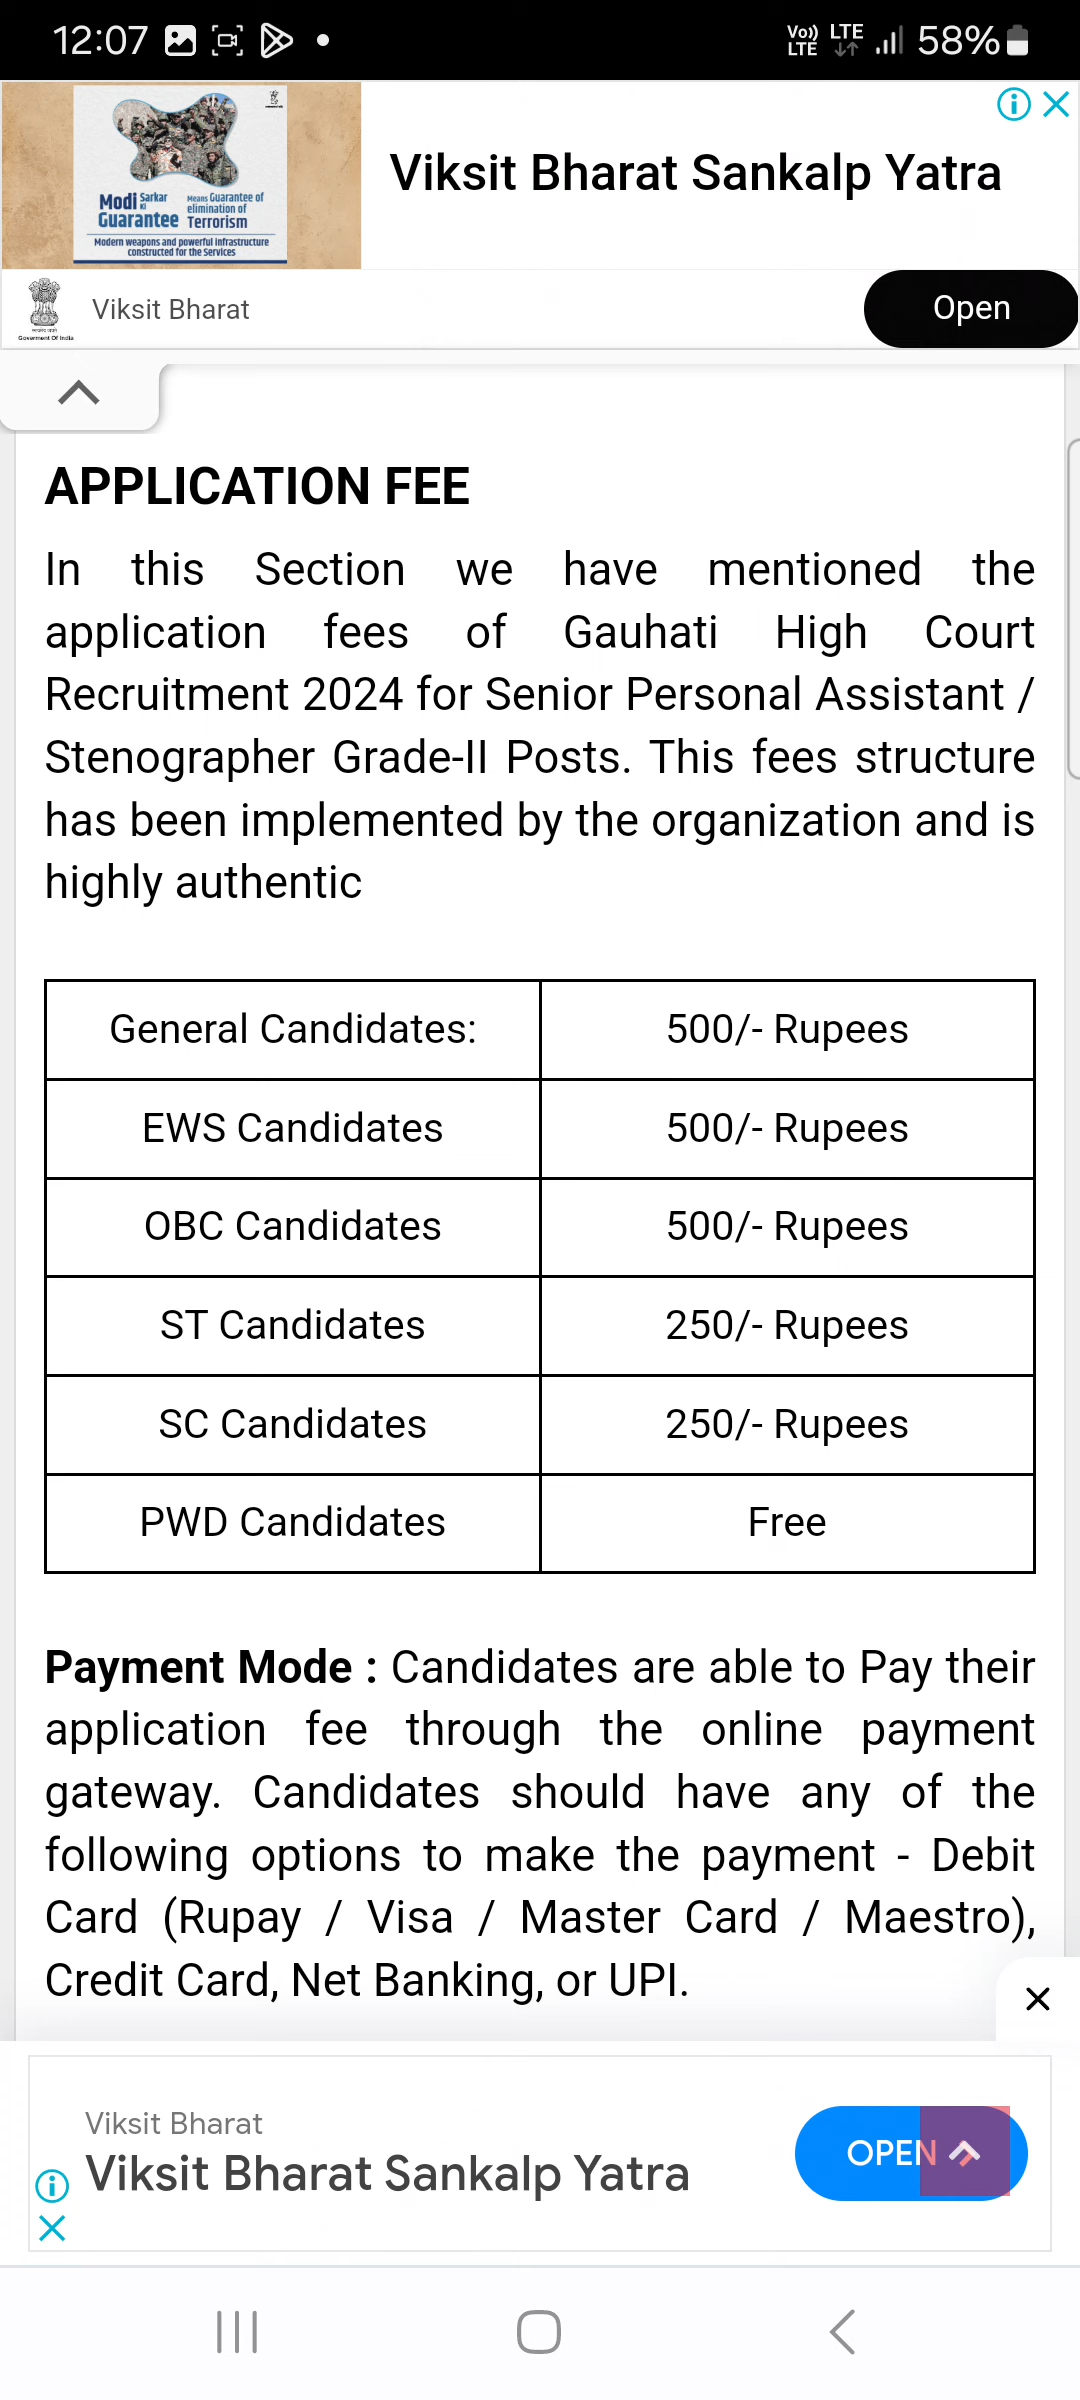 12:07
Vo)) LTE
LTE
58%
Modi Sarkar Ki Guarantee
Means Guarantee of elimination of Terrorism
Modern weapons and powerful infrastructure
constructed for the Services
Viksit Bharat Sankalp Yatra
Government Of India
Viksit Bharat
Open
APPLICATION FEE
In this Section we have mentioned the
application fees of Gauhati High Court
Recruitment 2024 for Senior Personal Assistant /
Stenographer Grade-II Posts. This fees structure
has been implemented by the organization and is
highly authentic
General Candidates: 500/- Rupees
EWS Candidates 500/- Rupees
OBC Candidates 500/- Rupees
ST Candidates 250/- Rupees
SC Candidates 250/- Rupees
PWD Candidates Free
Payment Mode : Candidates are able to Pay their
application fee through the online payment
gateway. Candidates should have any of the
following options to make the payment - Debit
Card (Rupay / Visa / Master Card / Maestro),
Credit Card, Net Banking, or UPI.
Viksit Bharat
Viksit Bharat Sankalp Yatra
OPEN